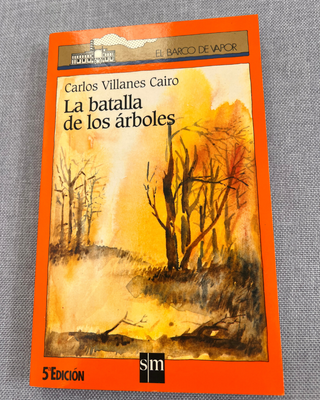 EL BARCO DE VAPOR
Carlos Villanes Cairo
La batalla
de los árboles
5ª EDICIÓN
sm